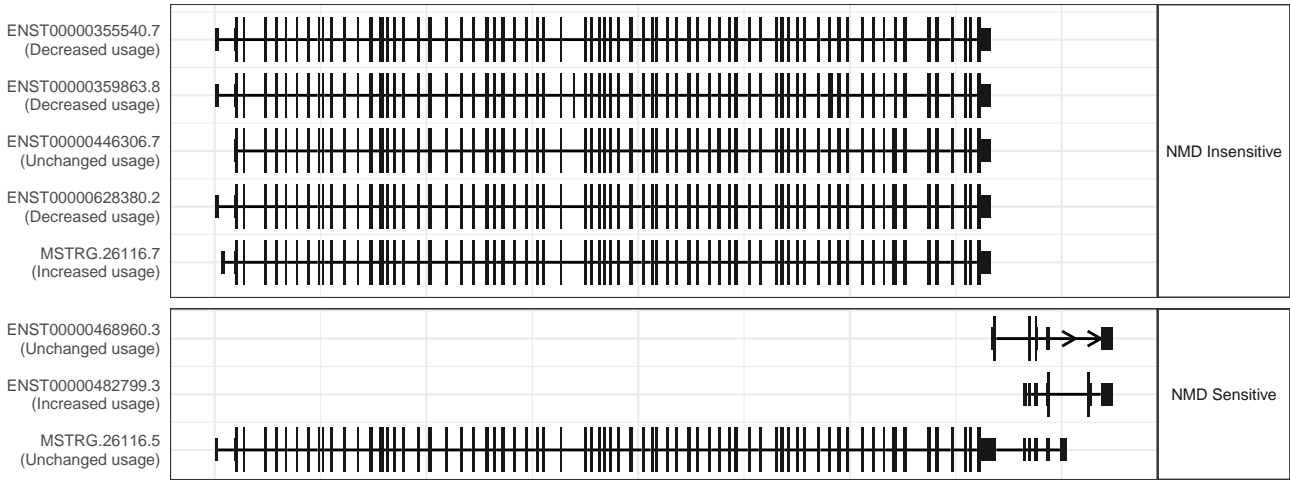 ENST00000355540.7
(Decreased usage)
ENST00000359863.8
(Decreased usage)
ENST00000446306.7
(Unchanged usage)
ENST00000628380.2
(Decreased usage)
MSTRG.26116.7
(Increased usage)
NMD Insensitive
ENST00000468960.3
(Unchanged usage)
ENST00000482799.3
(Increased usage)
MSTRG.26116.5
(Unchanged usage)
NMD Sensitive